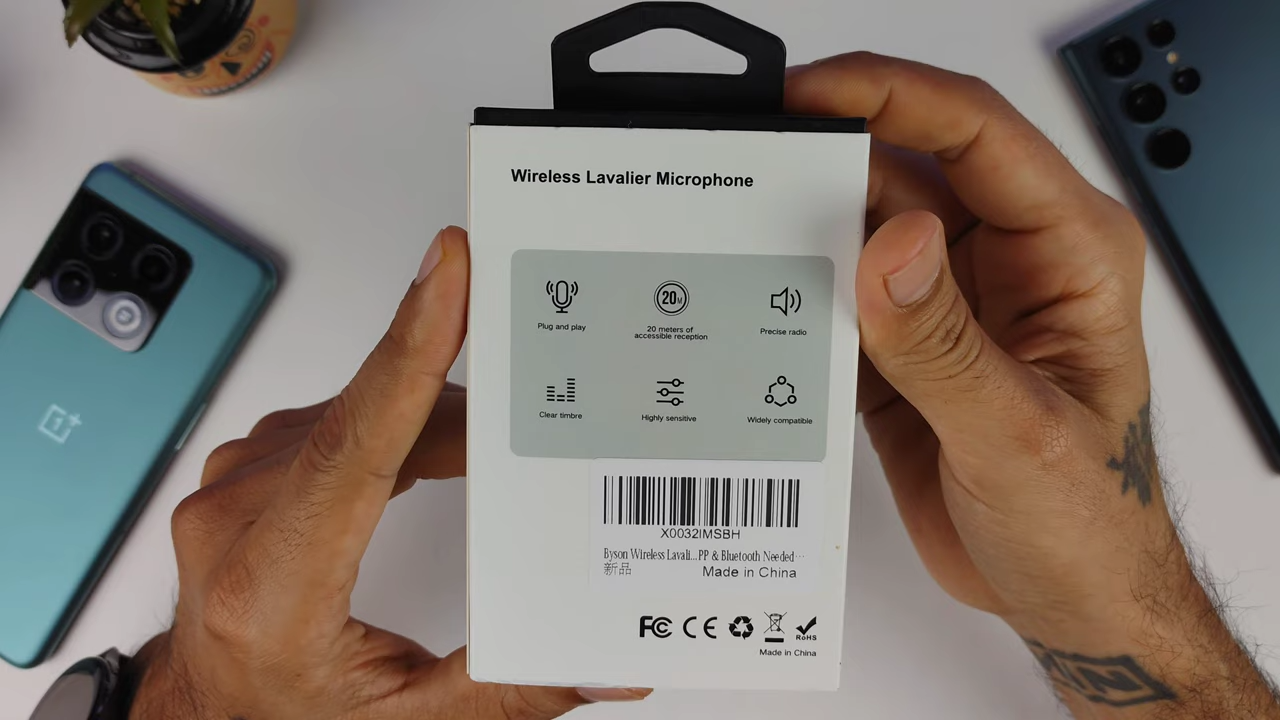 Wireless Lavalier Microphone
20M
Plug and play
20 meters of
accessible reception
Precise radio
Clear timbre
Highly sensitive
Widely compatible
X0032IMSBH
Byson Wireless Lavali...PP & Bluetooth Needed...
新品
Made in China
FC CE RoHS
Made in China